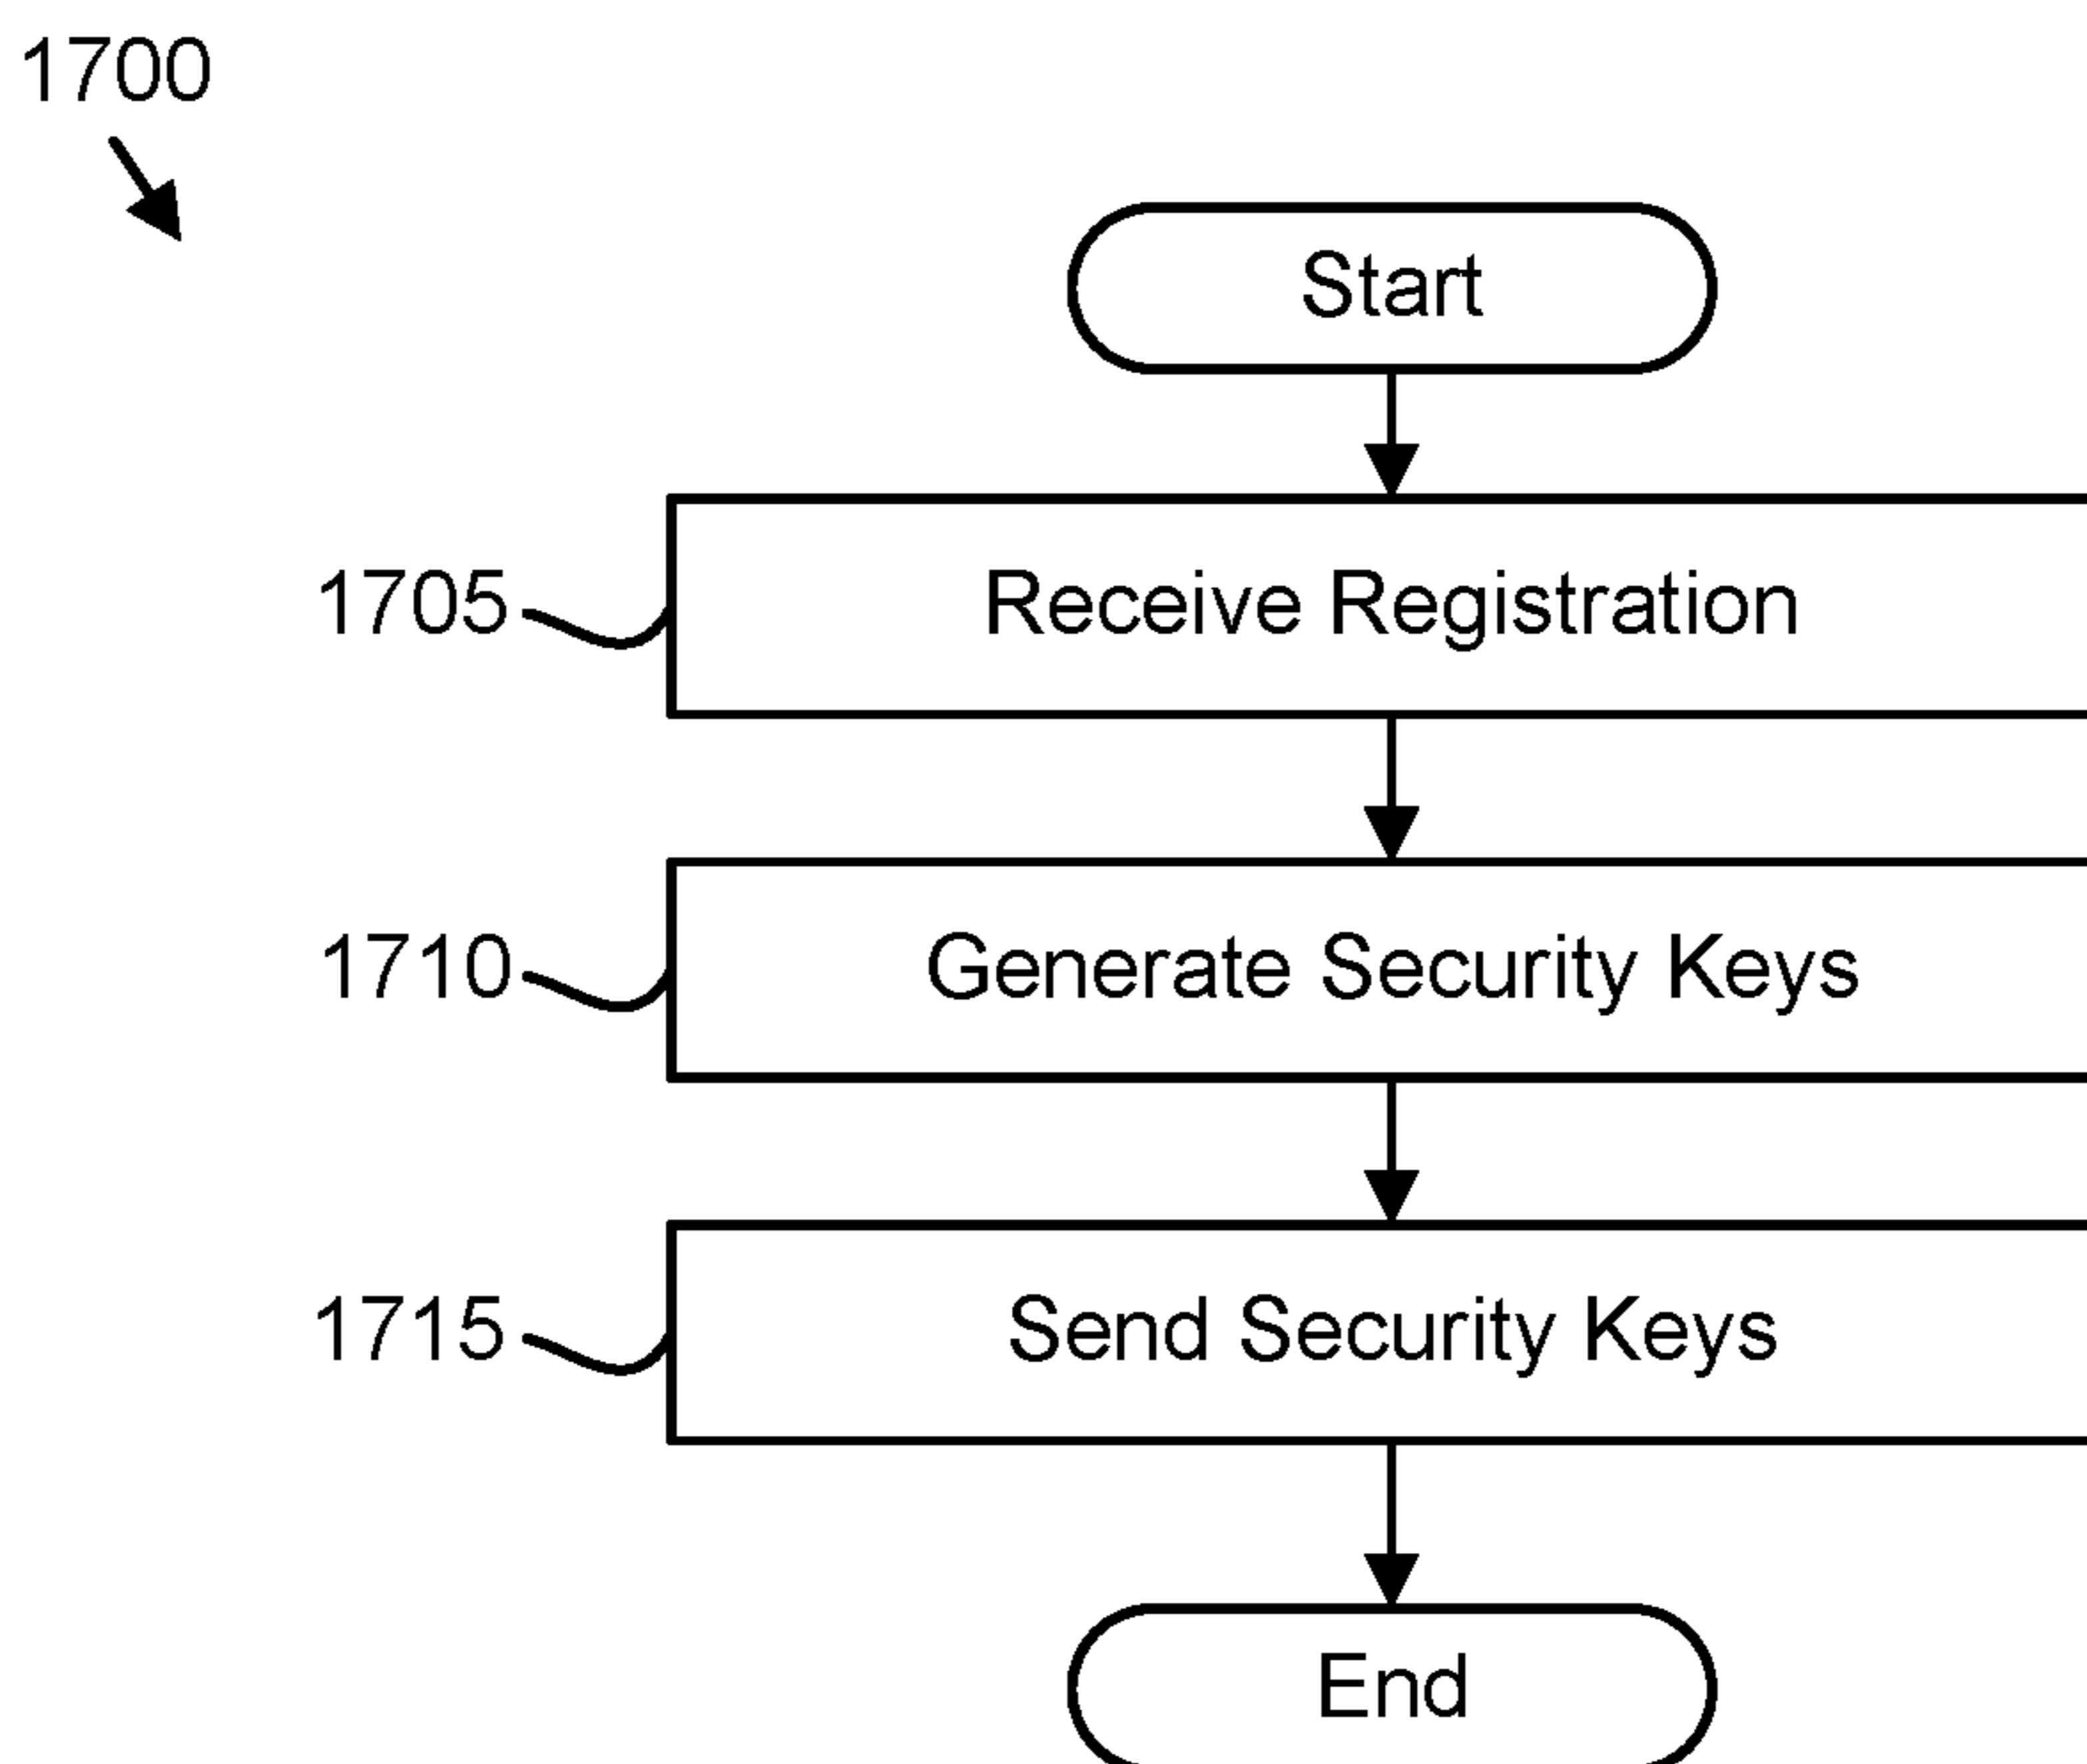 1700
Start
1705 Receive Registration
1710 Generate Security Keys
1715 Send Security Keys
End